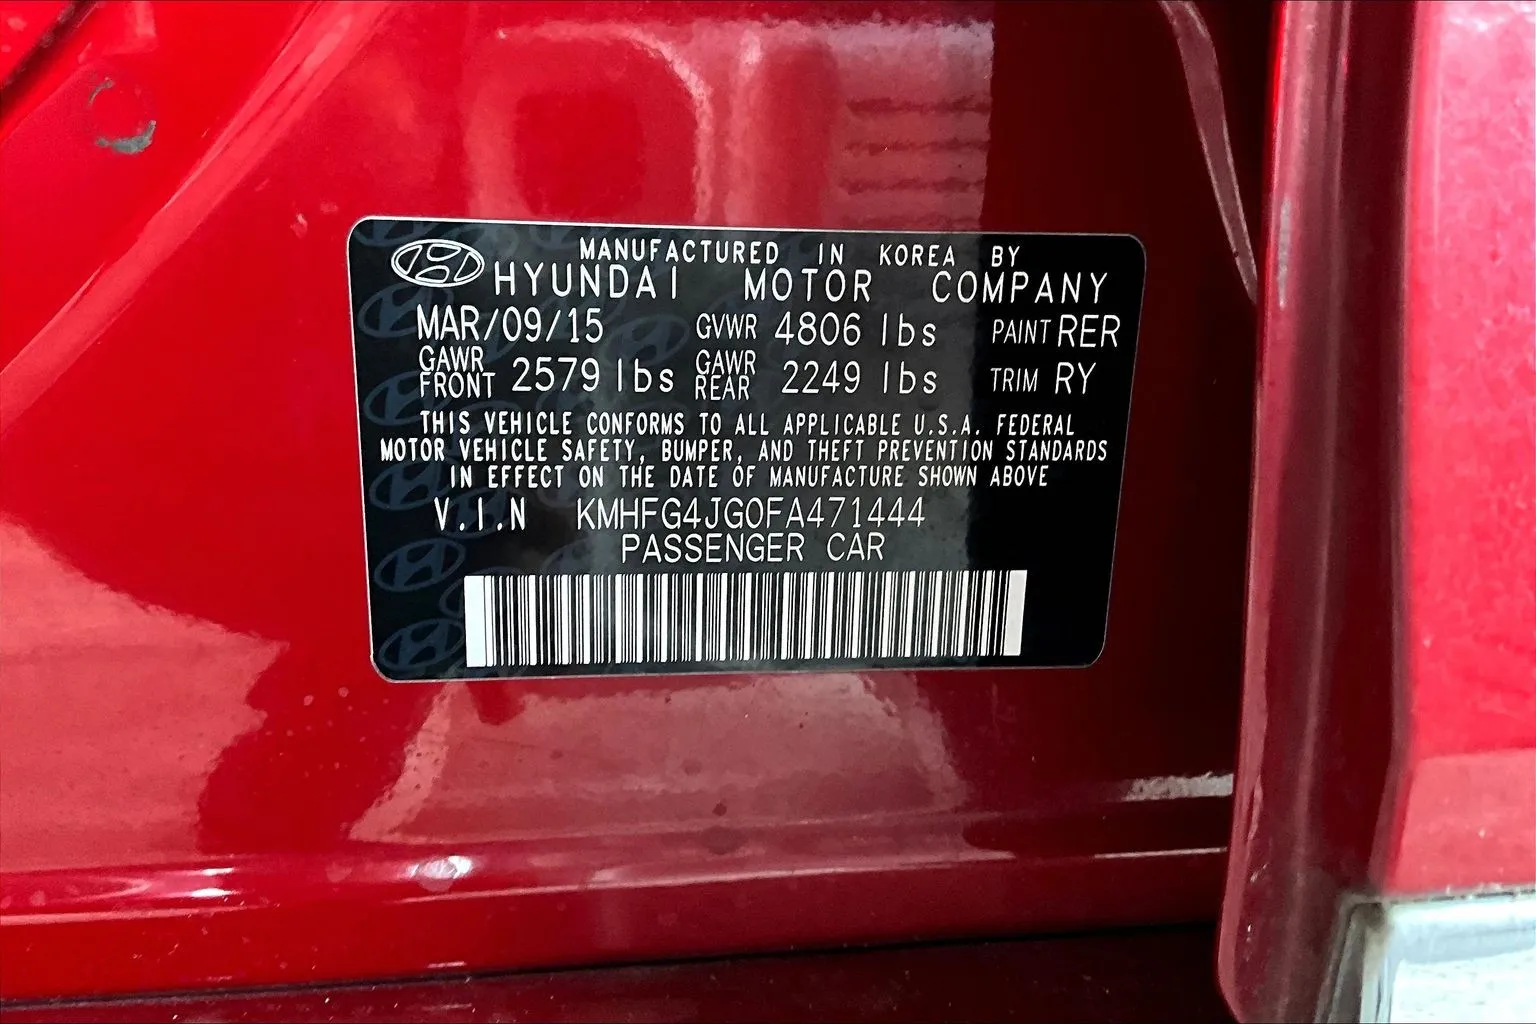 MANUFACTURED IN KOREA BY
HYUNDAI MOTOR COMPANY
MAR/09/15 GVWR 4806 lbs PAINT RER
GAWR FRONT 2579 lbs GAWR REAR 2249 lbs TRIM RY
THIS VEHICLE CONFORMS TO ALL APPLICABLE U.S.A. FEDERAL
MOTOR VEHICLE SAFETY, BUMPER, AND THEFT PREVENTION STANDARDS
IN EFFECT ON THE DATE OF MANUFACTURE SHOWN ABOVE
V.I.N KMHFG4JG0FA471444
PASSENGER CAR